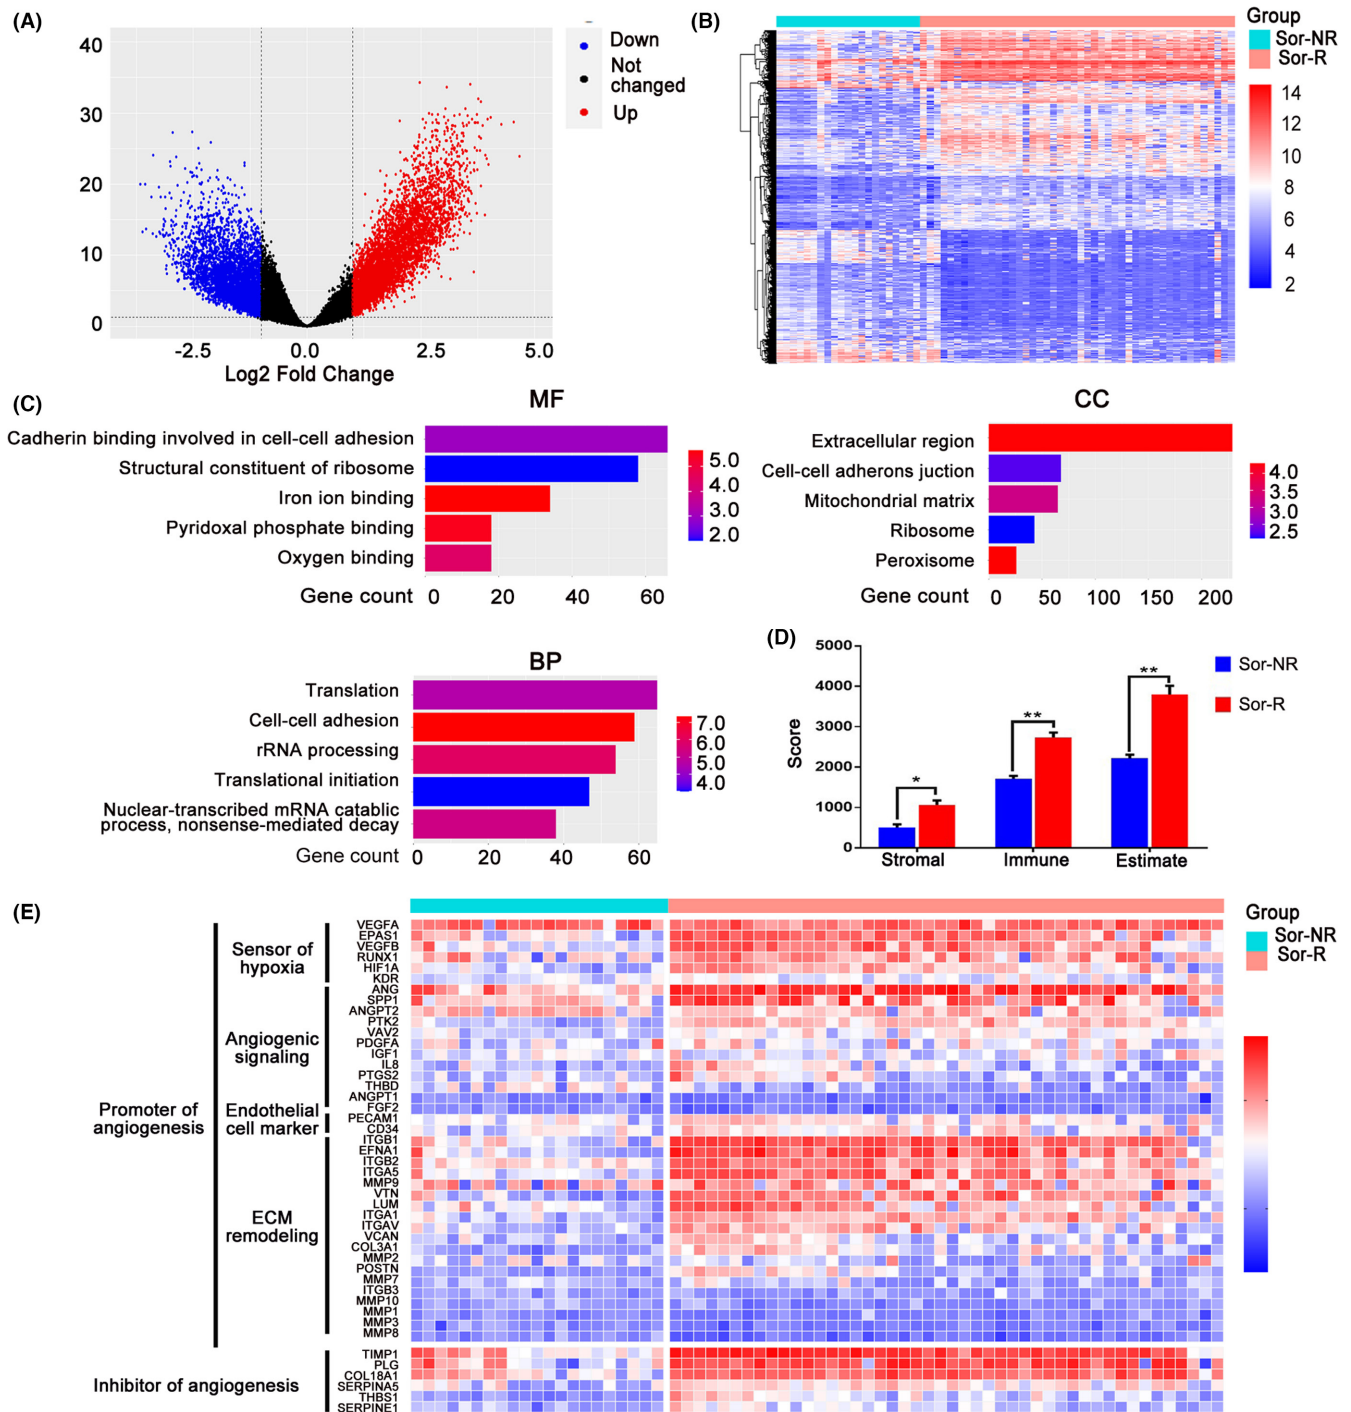 (A)
40
30
20
10
0
-2.5 0.0 2.5 5.0
Log2 Fold Change
Down
Not
changed
Up
(B)
Group
Sor-NR
Sor-R
14
12
10
8
6
4
2
(C)
MF
Cadherin binding involved in cell-cell adhesion
Structural constituent of ribosome
Iron ion binding
Pyridoxal phosphate binding
Oxygen binding
Gene count 0 20 40 60
5.0
4.0
3.0
2.0
CC
Extracellular region
Cell-cell adherons juction
Mitochondrial matrix
Ribosome
Peroxisome
Gene count 0 50 100 150 200
4.0
3.5
3.0
2.5
BP
Translation
Cell-cell adhesion
rRNA processing
Translational initiation
Nuclear-transcribed mRNA catablic
process, nonsense-mediated decay
Gene count 0 20 40 60
7.0
6.0
5.0
4.0
(D)
5000
4000
3000
2000
1000
0
Score
* ** **
Stromal Immune Estimate
Sor-NR
Sor-R
(E)
Promoter of
angiogenesis
Sensor of
hypoxia
VEGFA
EPAS1
VEGFB
RUNX1
HIF1A
KDR
Angiogenic
signaling
ANG
SPP1
ANGPT2
PTK2
VAV2
PDGFA
IGF1
IL8
PTGS2
THBD
ANGPT1
FGF2
Endothelial
cell marker
PECAM1
CD34
ECM
remodeling
ITGB1
EFNA1
ITGB2
ITGA5
MMP9
VTN
LUM
ITGA1
ITGAV
VCAN
COL3A1
MMP2
POSTN
MMP7
ITGB3
MMP10
MMP1
MMP3
MMP8
Inhibitor of angiogenesis
TIMP1
PLG
COL18A1
SERPINA5
THBS1
SERPINE1
Group
Sor-NR
Sor-R